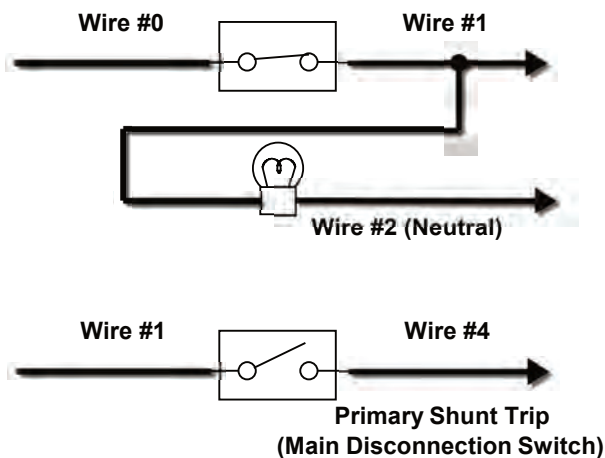 Wire #0
Wire #1
Wire #2 (Neutral)
Wire #1
Wire #4
Primary Shunt Trip
(Main Disconnection Switch)